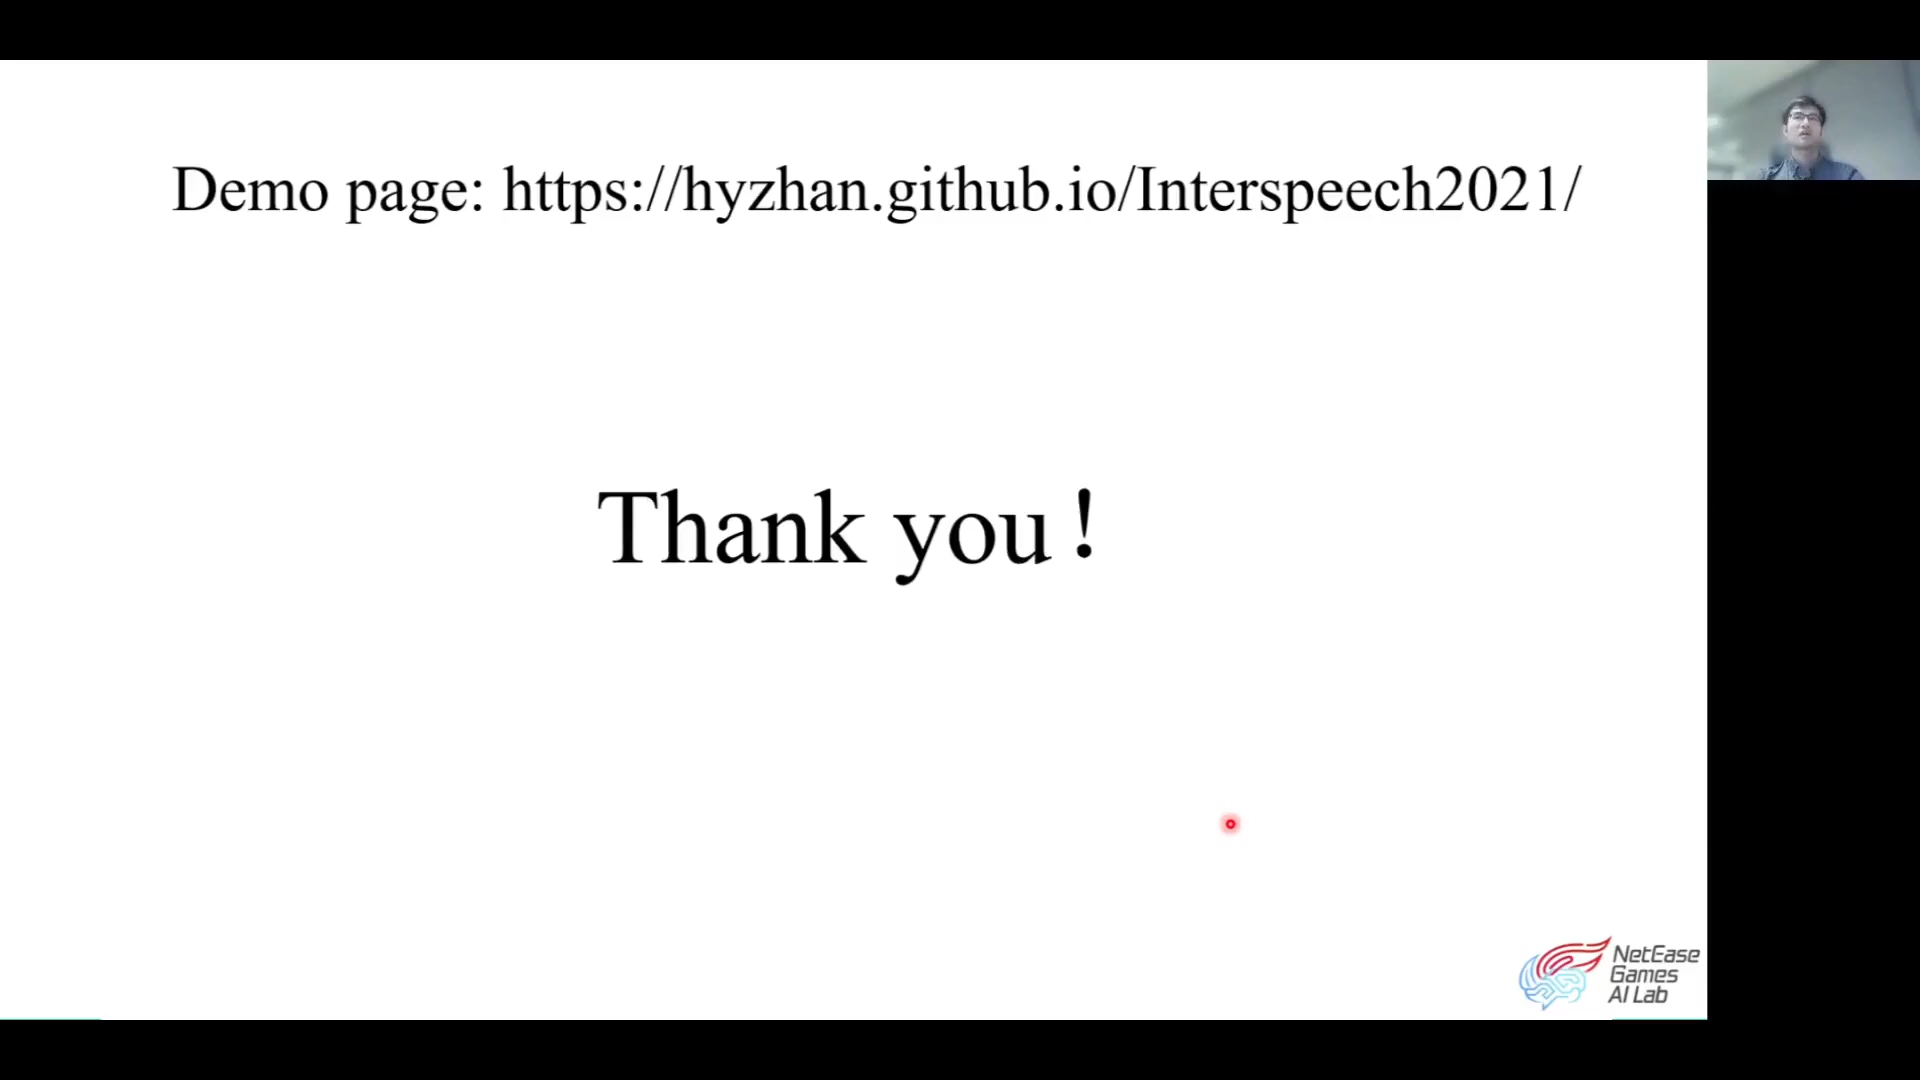 Demo page: https://hyzhan.github.io/Interspeech2021/
Thank you！
NetEase
Games
AI Lab